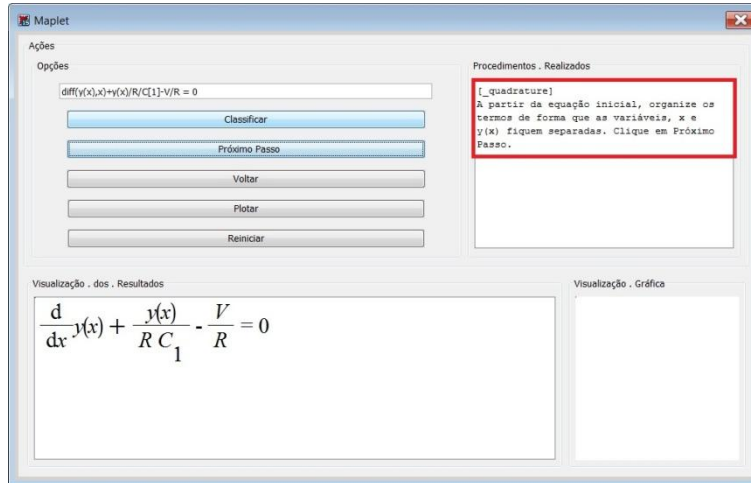 Maplet
Ações
Opções
diff(y(x),x)+y(x)/R/C[1]-V/R = 0
Classificar
Próximo Passo
Voltar
Plotar
Reiniciar
Procedimentos . Realizados
[_quadrature]
A partir da equação inicial, organize os
termos de forma que as variáveis, x e
y(x) fiquem separadas. Clique em Próximo
Passo.
Visualização . dos . Resultados
d/dx y(x) + y(x)/(R C₁) - V/R = 0
Visualização . Gráfica